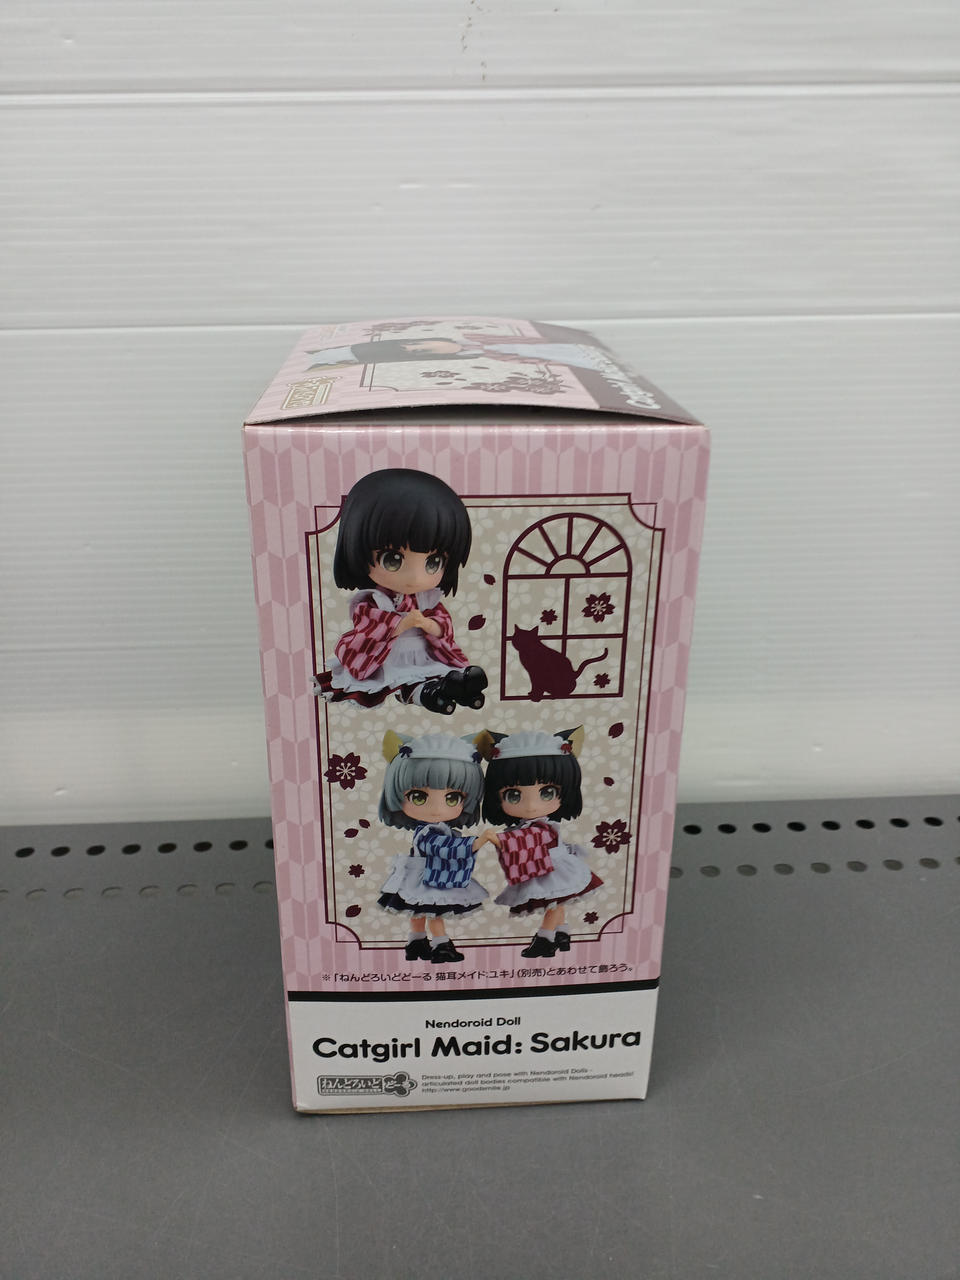 ※「ねんどろいどどーる 猫耳メイド:ユキ」(別売)とあわせて飾ろう。
Nendoroid Doll
Catgirl Maid: Sakura
ねんどろいど どーる
Dress-up, play and pose with Nendoroid Dolls -
articulated doll bodies compatible with Nendoroid heads!
http://www.goodsmile.jp